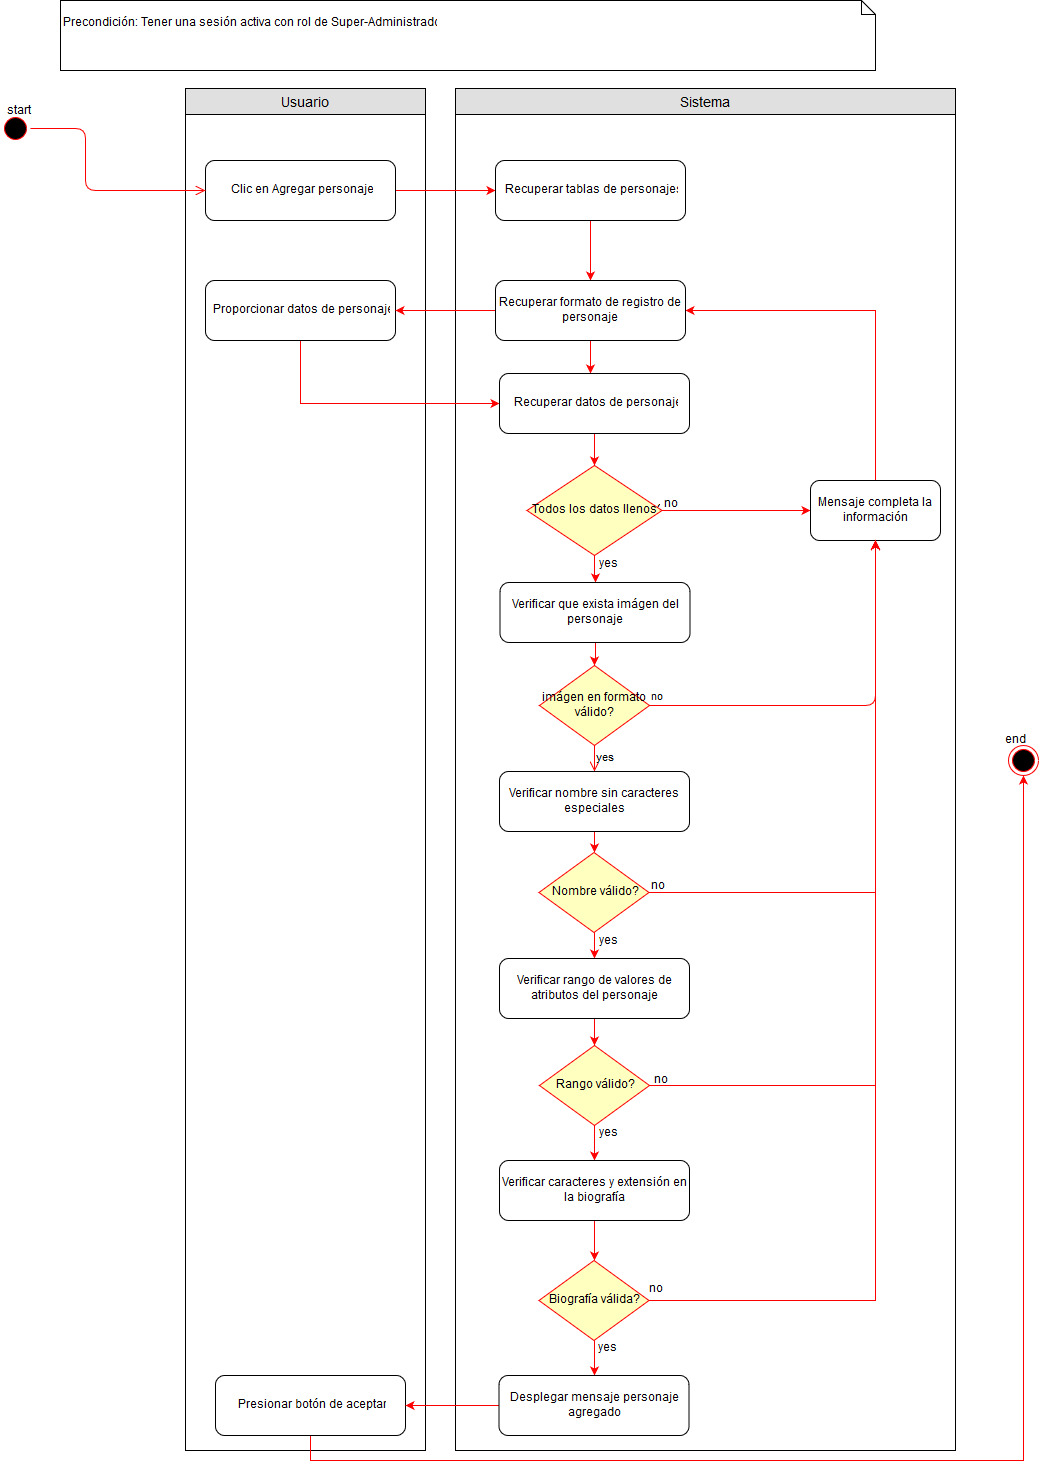 Precondición: Tener una sesión activa con rol de Super-Administrado
Usuario
Sistema
start
Clic en Agregar personaje
Recuperar tablas de personajes
Proporcionar datos de personaje
Recuperar formato de registro de
personaje
Recuperar datos de personaje
Todos los datos llenos?
no
Mensaje completa la
información
yes
Verificar que exista imágen del
personaje
imágen en formato
válido?
no
end
yes
Verificar nombre sin caracteres
especiales
Nombre válido?
no
yes
Verificar rango de valores de
atributos del personaje
Rango válido?
no
yes
Verificar caracteres y extensión en
la biografía
Biografía válida?
no
yes
Presionar botón de aceptar
Desplegar mensaje personaje
agregado